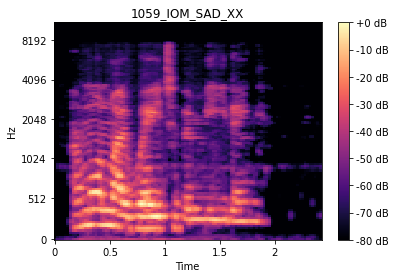 1059_IOM_SAD_XX
+0 dB
8192
-10 dB
4096
-20 dB
-30 dB
2048
Hz
-40 dB
1024
-50 dB
512
-60 dB
-70 dB
0
-80 dB
0 0.5 1 1.5 2
Time